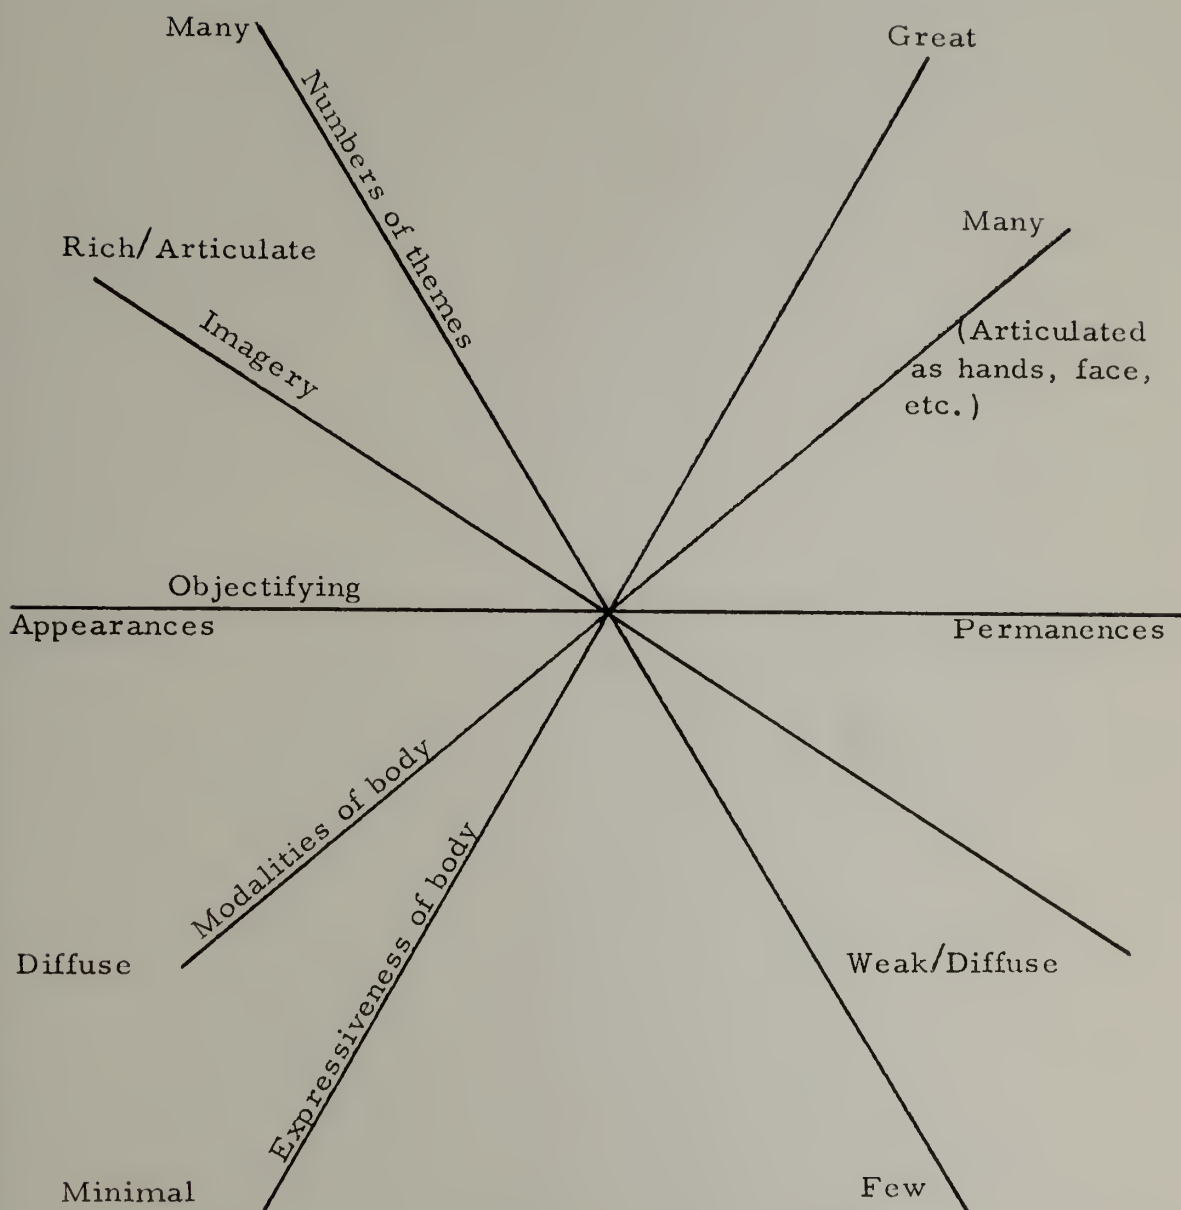 Many
Great
Numbers of themes
Many
Rich/Articulate
Imagery
(Articulated
as hands, face,
etc.)
Objectifying
Appearances
Permanences
Modalities of body
Expressiveness of body
Diffuse
Weak/Diffuse
Minimal
Few